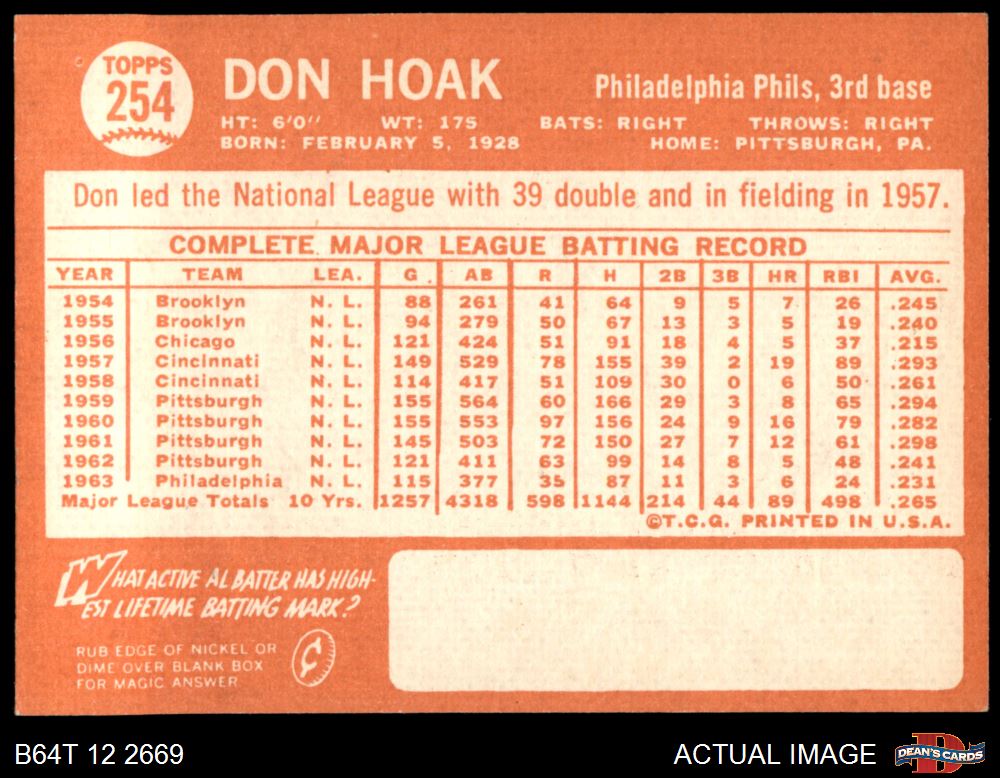 TOPPS
254
DON HOAK
Philadelphia Phils, 3rd base
HT: 6'0" WT: 175 BATS: RIGHT THROWS: RIGHT
BORN: FEBRUARY 5, 1928 HOME: PITTSBURGH, PA.
Don led the National League with 39 double and in fielding in 1957.
COMPLETE MAJOR LEAGUE BATTING RECORD
YEAR TEAM LEA. G AB R H 2B 3B HR RBI AVG.
1954 Brooklyn N. L. 88 261 41 64 9 5 7 26 .245
1955 Brooklyn N. L. 94 279 50 67 13 3 5 19 .240
1956 Chicago N. L. 121 424 51 91 18 4 5 37 .215
1957 Cincinnati N. L. 149 529 78 155 39 2 19 89 .293
1958 Cincinnati N. L. 114 417 51 109 30 0 6 50 .261
1959 Pittsburgh N. L. 155 564 60 166 29 3 8 65 .294
1960 Pittsburgh N. L. 155 553 97 156 24 9 16 79 .282
1961 Pittsburgh N. L. 145 503 72 150 27 7 12 61 .298
1962 Pittsburgh N. L. 121 411 63 99 14 8 5 48 .241
1963 Philadelphia N. L. 115 377 35 87 11 3 6 24 .231
Major League Totals 10 Yrs. 1257 4318 598 1144 214 44 89 498 .265
©T.C.G. PRINTED IN U.S.A.
WHAT ACTIVE AL BATTER HAS HIGH-
EST LIFETIME BATTING MARK?
RUB EDGE OF NICKEL OR
DIME OVER BLANK BOX
FOR MAGIC ANSWER
¢
B64T 12 2669
ACTUAL IMAGE
DEAN'S CARDS